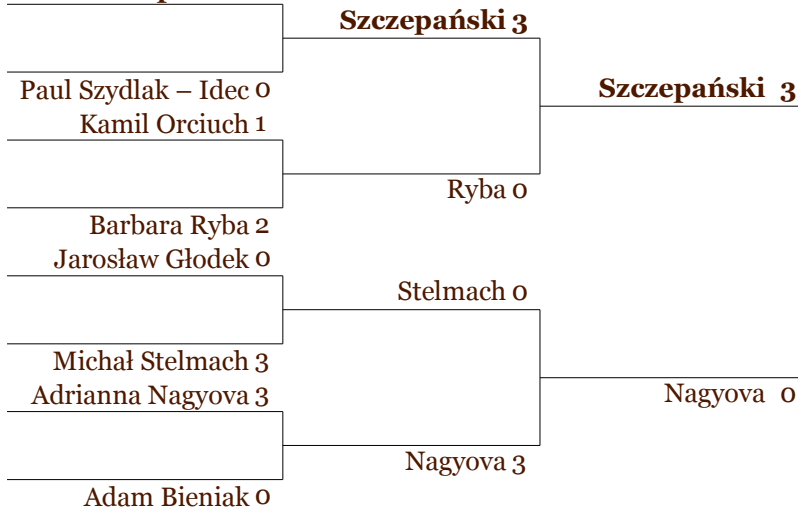 Szczepański 3
Paul Szydlak – Idec 0
Kamil Orciuch 1
Szczepański 3
Ryba 0
Barbara Ryba 2
Jarosław Głodek 0
Stelmach 0
Michał Stelmach 3
Adrianna Nagyova 3
Nagyova 0
Nagyova 3
Adam Bieniak 0